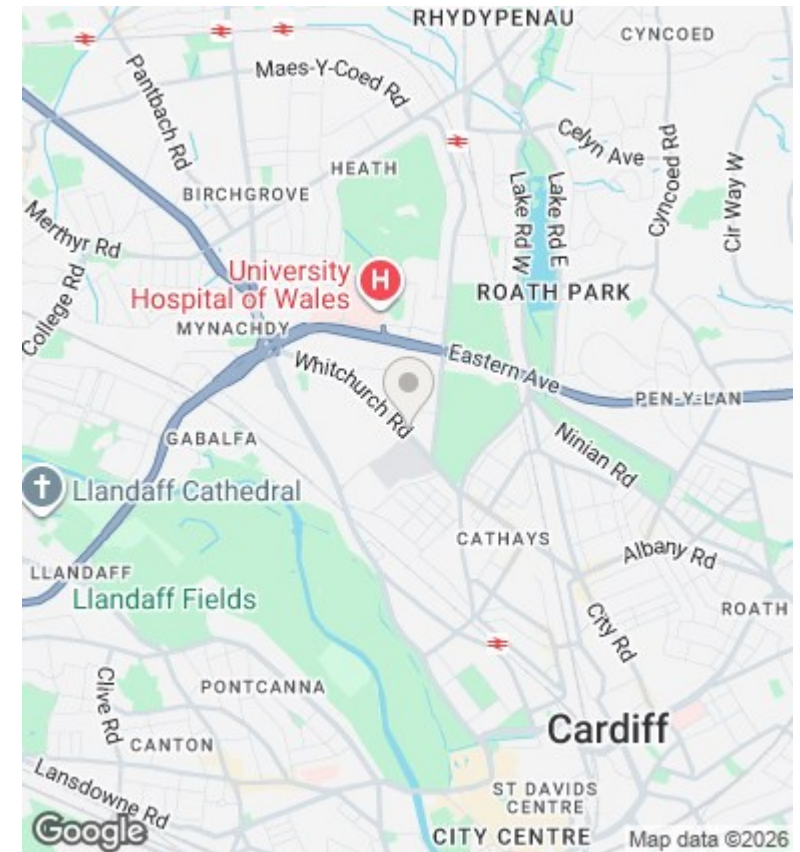 RHYDYPENAU
CYNCOED
Pantbach Rd
Maes-Y-Coed Rd
Celyn Ave
Cyncoed Rd
Cir Way W
HEATH
BIRCHGROVE
Lake Rd W
Lake Rd E
Merthyr Rd
College Rd
University
Hospital of Wales
H
ROATH PARK
MYNACHDY
Whitchurch Rd
Eastern Ave
PEN-Y-LAN
GABALFA
Ninian Rd
Llandaff Cathedral
CATHAYS
Albany Rd
LLANDAFF
Llandaff Fields
ROATH
City Rd
PONTCANNA
Clive Rd
CANTON
Cardiff
Lansdowne Rd
ST DAVIDS
CENTRE
CITY CENTRE
Google
Map data ©2026